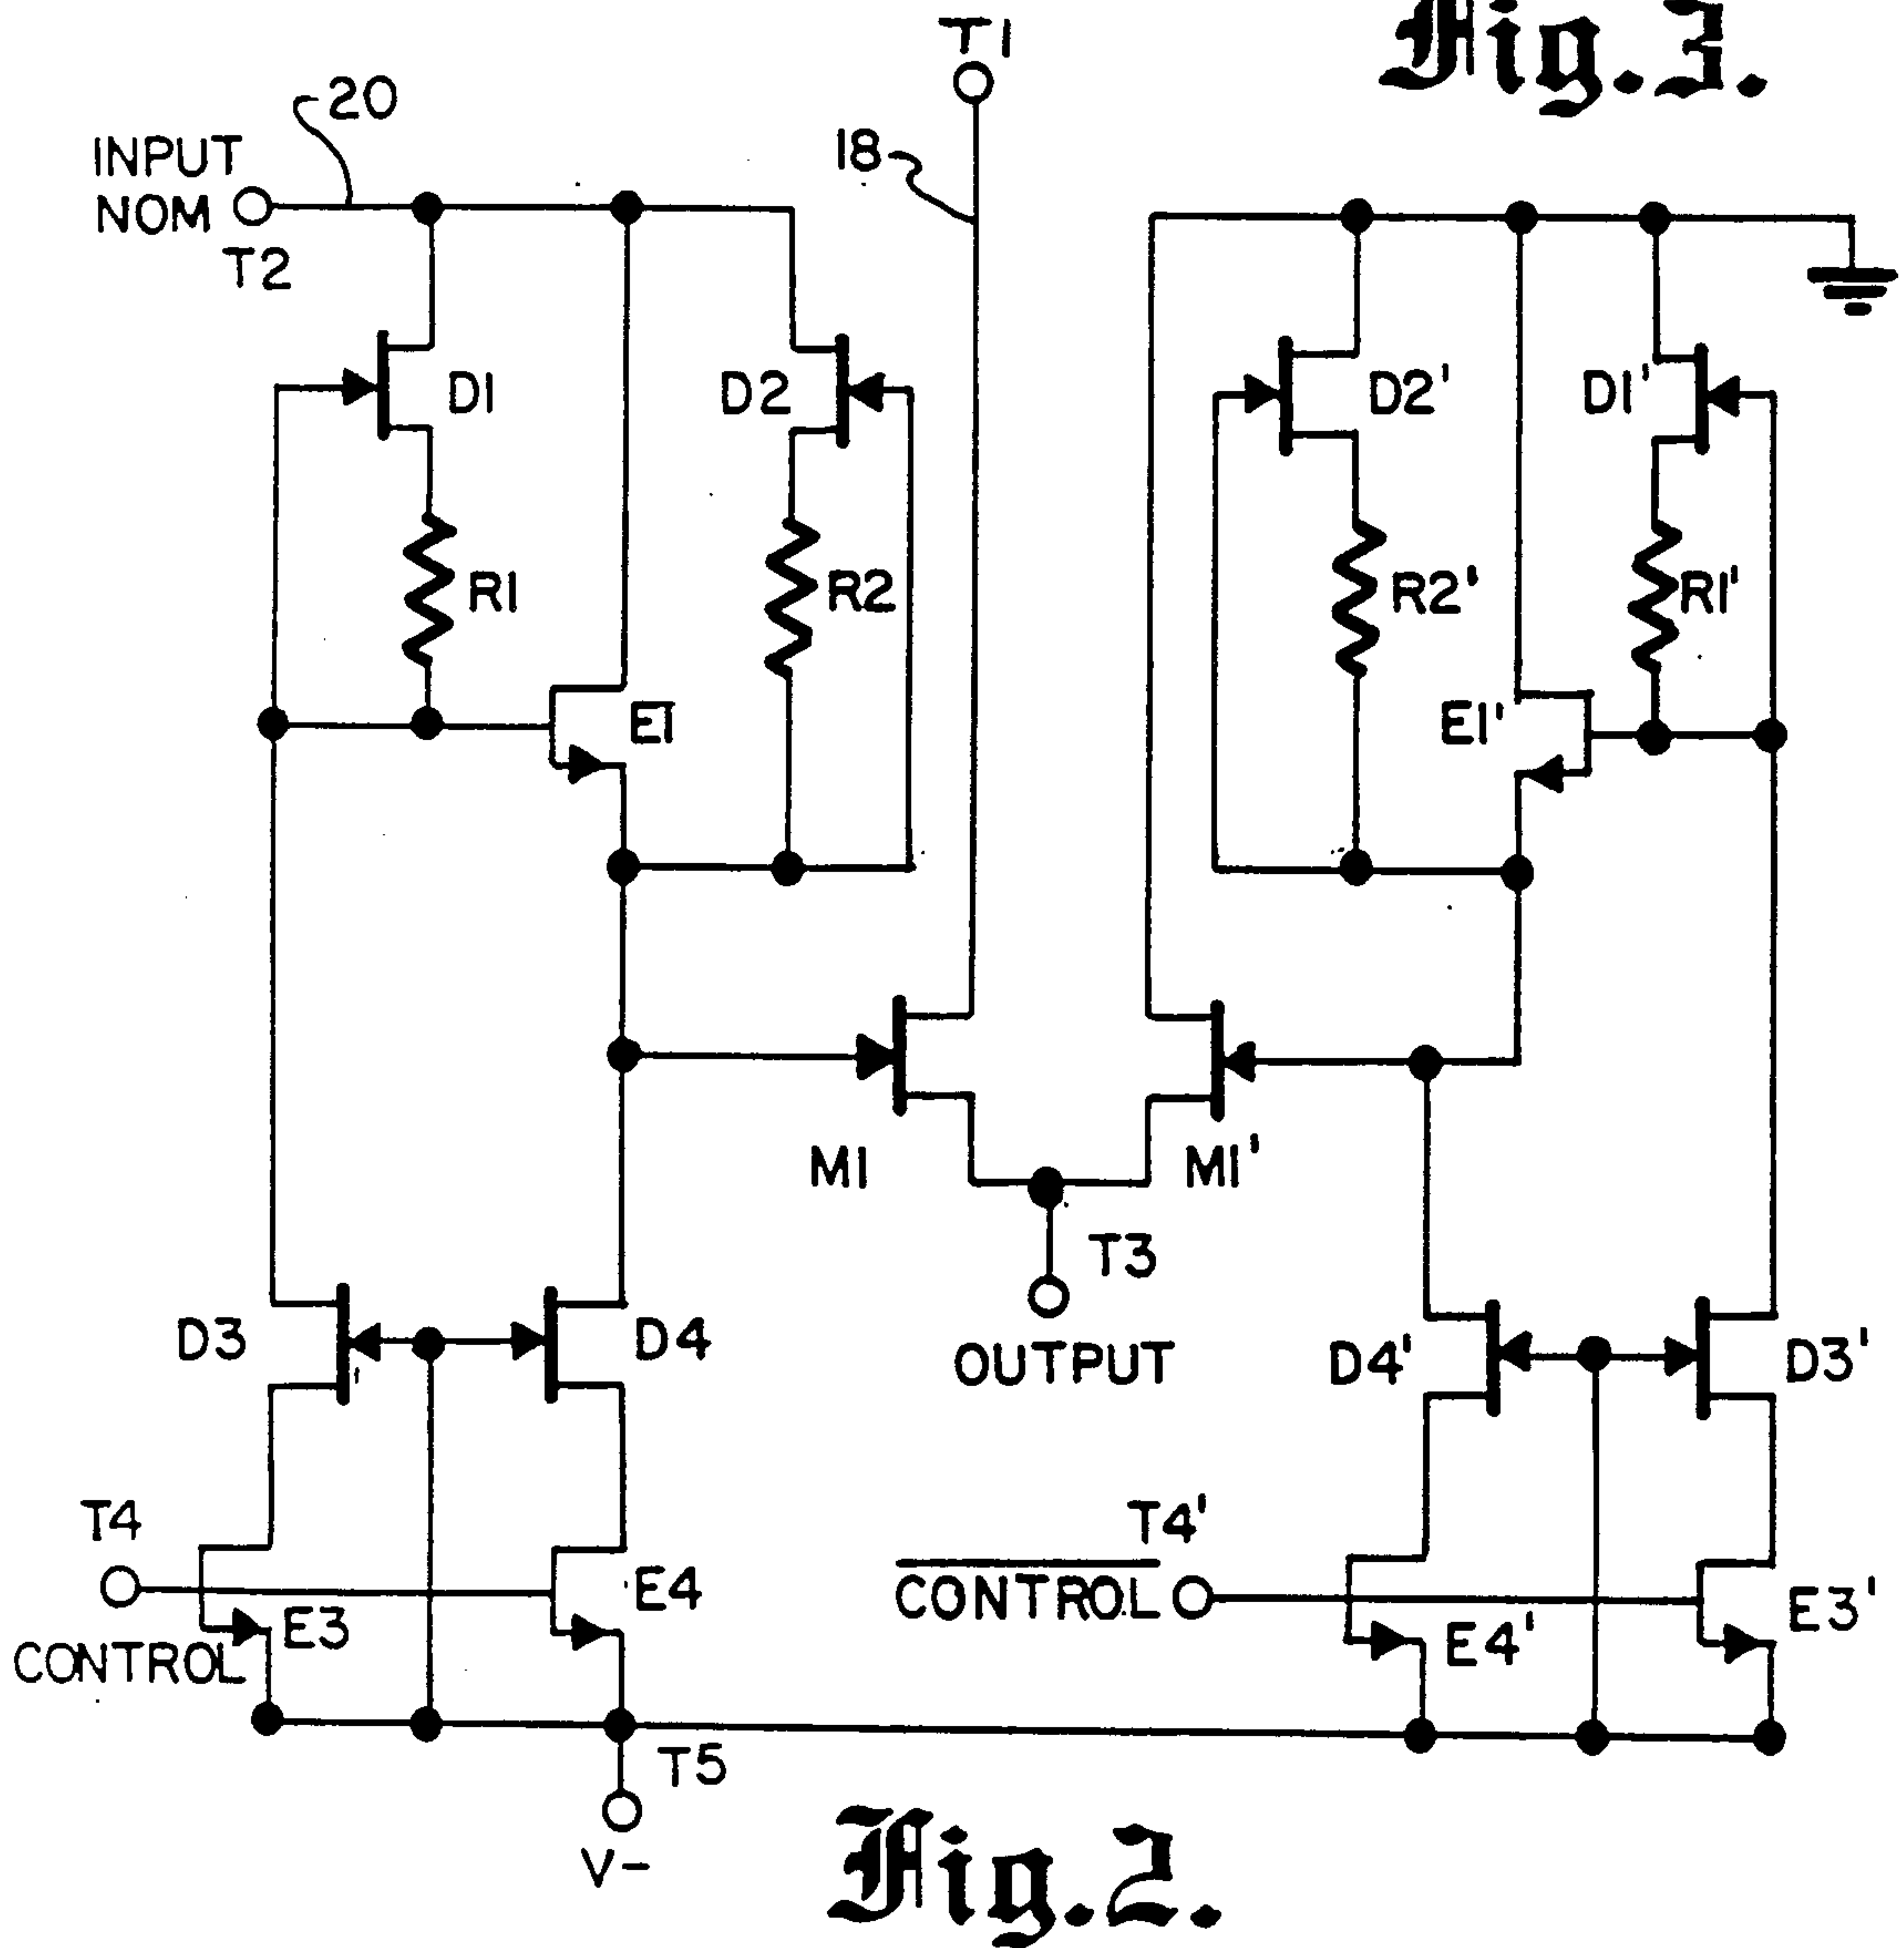 Fig.3.
T1
20
18
INPUT
NOM
T2
D1
D2
D2'
D1'
R1
R2
R2'
R1'
E1
E1'
M1
M1'
T3
OUTPUT
D3
D4
D4'
D3'
T4
T4'
CONTROL
E3
E4
CONTROL
E4'
E3'
T5
V-
Fig.2.